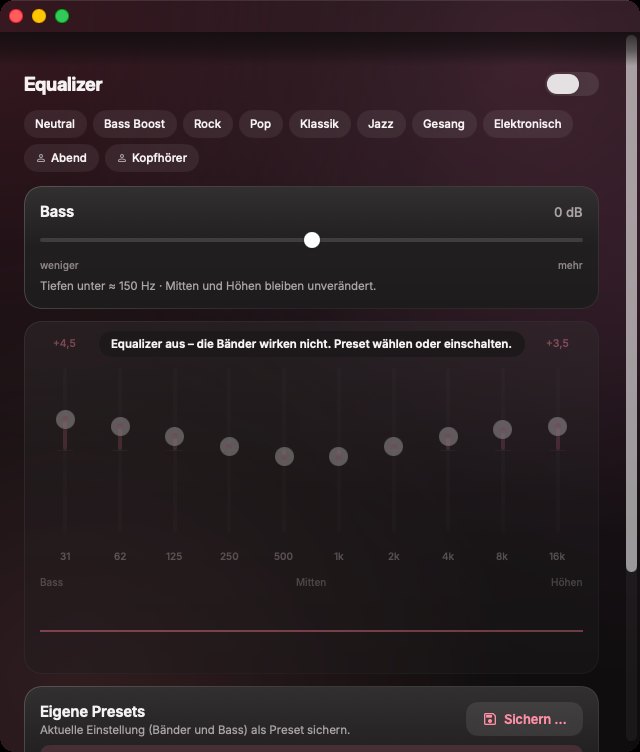 Equalizer
Neutral Bass Boost Rock Pop Klassik Jazz Gesang Elektronisch
Abend Kopfhörer
Bass 0 dB
weniger mehr
Tiefen unter ≈ 150 Hz · Mitten und Höhen bleiben unverändert.
+4,5 Equalizer aus – die Bänder wirken nicht. Preset wählen oder einschalten. +3,5
31 62 125 250 500 1k 2k 4k 8k 16k
Bass Mitten Höhen
Eigene Presets
Aktuelle Einstellung (Bänder und Bass) als Preset sichern.
Sichern ...